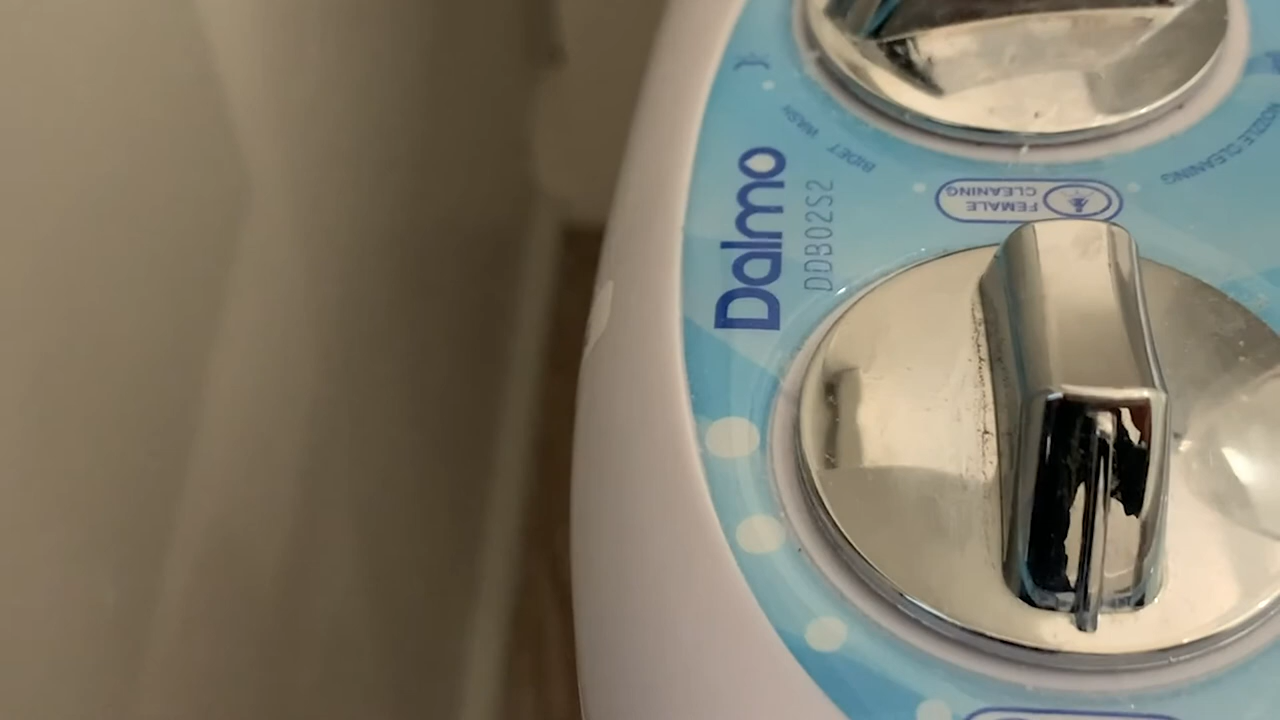 WASH
BIDET
NOZZLE CLEANING
FEMALE
CLEANING
Dalmo
DDB02S2